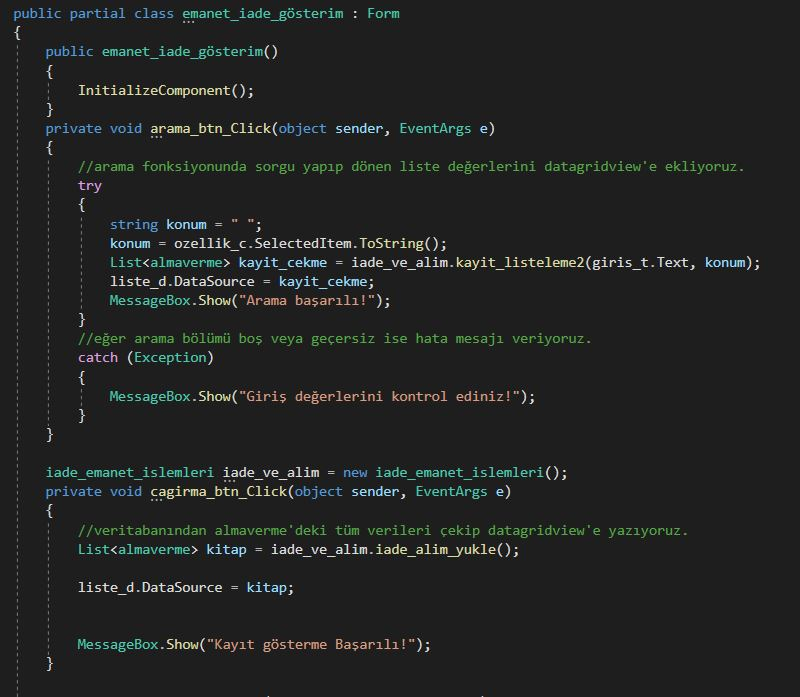 public partial class emanet_iade_gösterim : Form
{
public emanet_iade_gösterim()
{
InitializeComponent();
}
private void arama_btn_Click(object sender, EventArgs e)
{
//arama fonksiyonunda sorgu yapıp dönen liste değerlerini datagridview'e ekliyoruz.
try
{
string konum = " ";
konum = ozellik_c.SelectedItem.ToString();
List<almaverme> kayit_cekme = iade_ve_alim.kayit_listeleme2(giris_t.Text, konum);
liste_d.DataSource = kayit_cekme;
MessageBox.Show("Arama başarılı!");
}
//eğer arama bölümü boş veya geçersiz ise hata mesajı veriyoruz.
catch (Exception)
{
MessageBox.Show("Giriş değerlerini kontrol ediniz!");
}
}
iade_emanet_islemleri iade_ve_alim = new iade_emanet_islemleri();
private void cagirma_btn_Click(object sender, EventArgs e)
{
//veritabanından almaverme'deki tüm verileri çekip datagridview'e yazıyoruz.
List<almaverme> kitap = iade_ve_alim.iade_alim_yukle();
liste_d.DataSource = kitap;
MessageBox.Show("Kayıt gösterme Başarılı!");
}